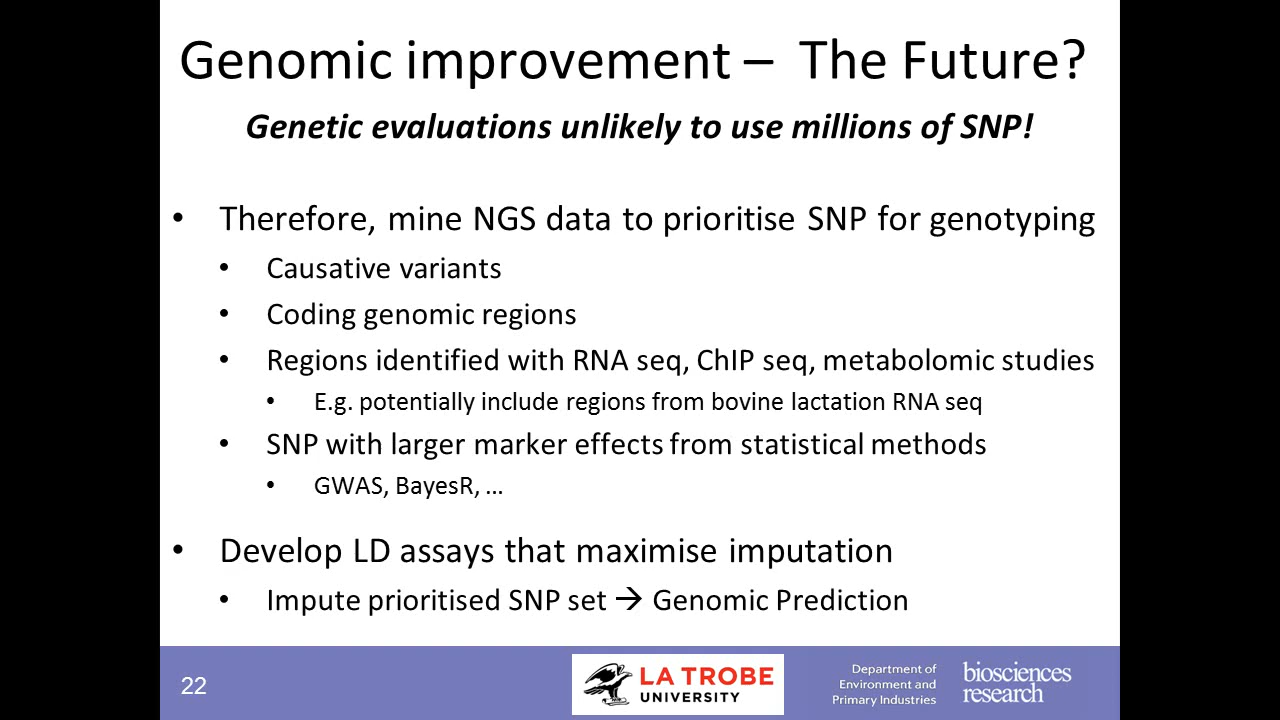 Genomic improvement – The Future?
Genetic evaluations unlikely to use millions of SNP!
• Therefore, mine NGS data to prioritise SNP for genotyping
• Causative variants
• Coding genomic regions
• Regions identified with RNA seq, ChIP seq, metabolomic studies
• E.g. potentially include regions from bovine lactation RNA seq
• SNP with larger marker effects from statistical methods
• GWAS, BayesR, …
• Develop LD assays that maximise imputation
• Impute prioritised SNP set → Genomic Prediction
22
LA TROBE
UNIVERSITY
Department of
Environment and
Primary Industries
biosciences
research